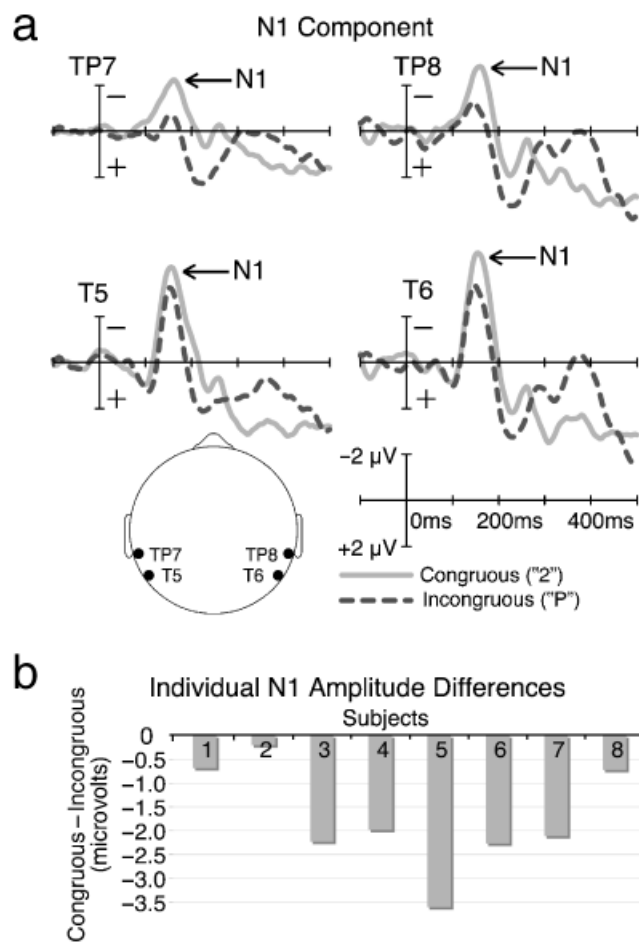 a
N1 Component
TP7
N1
−
+
TP8
N1
−
+
T5
N1
−
+
T6
N1
−
+
TP7
TP8
T5
T6
−2 µV
0ms 200ms 400ms
+2 µV
Congruous ("2")
Incongruous ("P")
b
Individual N1 Amplitude Differences
Subjects
Congruous – Incongruous
(microvolts)
0
−0.5
−1.0
−1.5
−2.0
−2.5
−3.0
−3.5
1 2 3 4 5 6 7 8